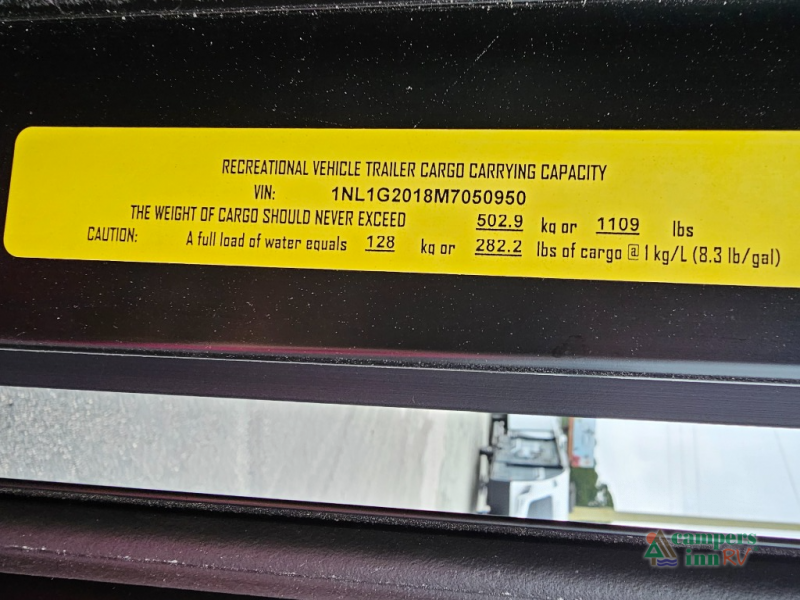 RECREATIONAL VEHICLE TRAILER CARGO CARRYING CAPACITY
VIN: 1NL1G2018M7050950
THE WEIGHT OF CARGO SHOULD NEVER EXCEED 502.9 kg or 1109 lbs
CAUTION: A full load of water equals 128 kg or 282.2 lbs of cargo @ 1 kg/L (8.3 lb/gal)
campers
inn RV